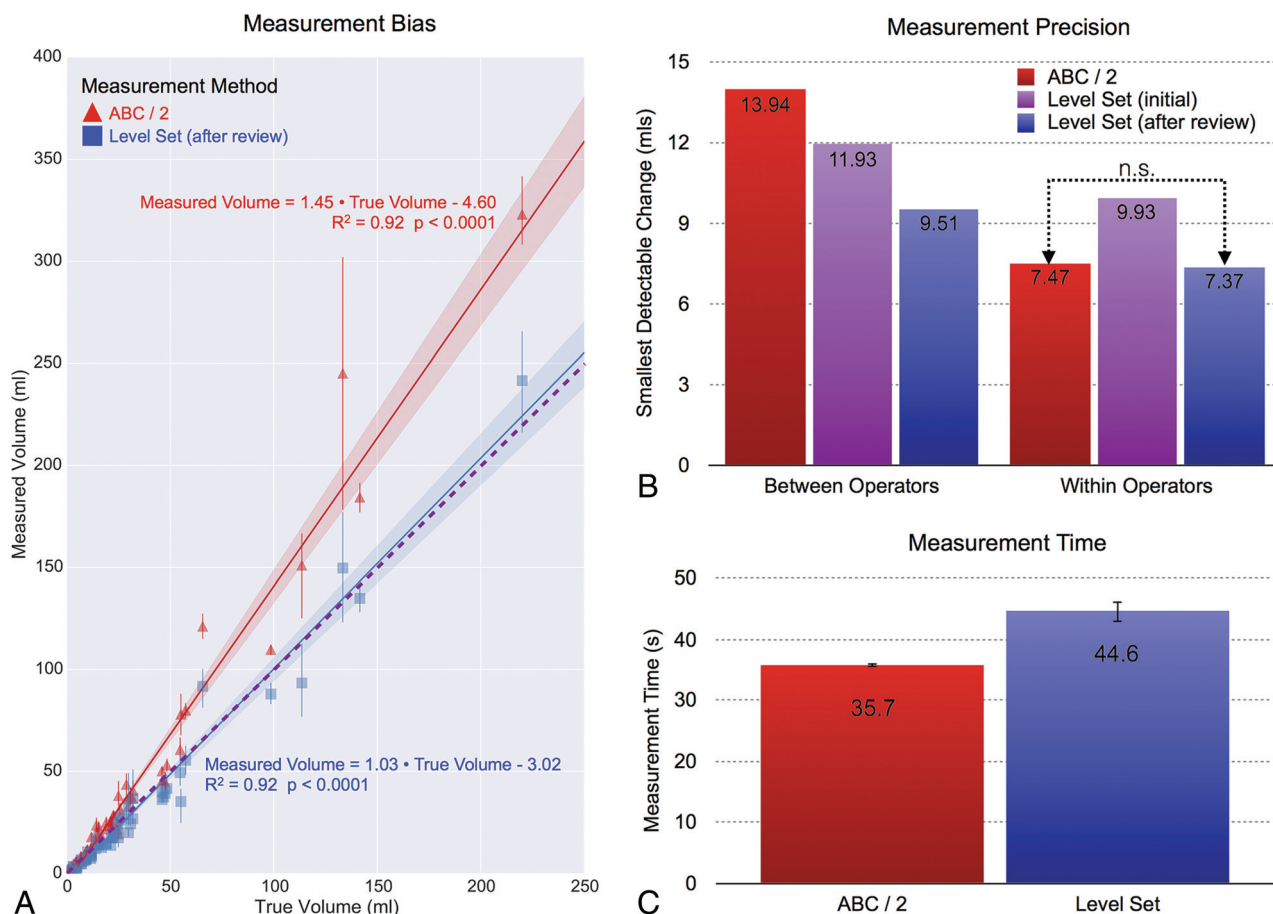 Measurement Bias
400
350
300
250
200
150
100
50
0
Measured Volume (ml)
Measurement Method
ABC / 2
Level Set (after review)
Measured Volume = 1.45 • True Volume - 4.60
R² = 0.92 p < 0.0001
Measured Volume = 1.03 • True Volume - 3.02
R² = 0.92 p < 0.0001
0
50
100
150
200
250
True Volume (ml)
A
Measurement Precision
15
12
9
6
3
0
Smallest Detectable Change (mls)
ABC / 2
Level Set (initial)
Level Set (after review)
13.94
11.93
9.51
n.s.
7.47
9.93
7.37
Between Operators
Within Operators
B
Measurement Time
50
40
30
20
10
0
Measurement Time (s)
35.7
44.6
ABC / 2
Level Set
C